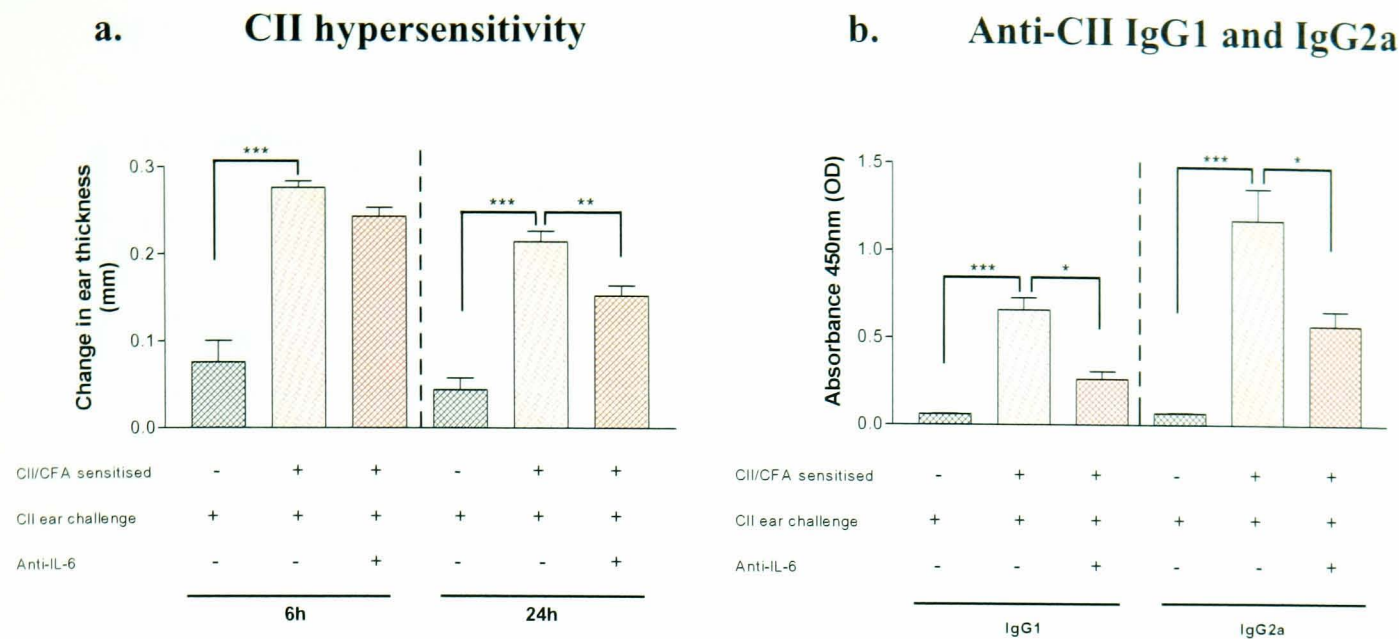 a. CII hypersensitivity
***
*** **
0.3
0.2
0.1
0.0
Change in ear thickness
(mm)
CII/CFA sensitised - + + - + +
CII ear challenge + + + + + +
Anti-IL-6 - - + - - +
6h 24h
b. Anti-CII IgG1 and IgG2a
*** *
*** *
1.5
1.0
0.5
0.0
Absorbance 450nm (OD)
CII/CFA sensitised - + + - + +
CII ear challenge + + + + + +
Anti-IL-6 - - + - - +
IgG1 IgG2a